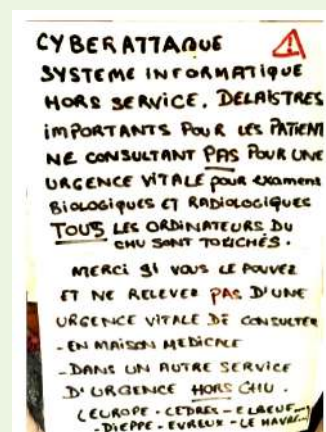 CYBERATTAQUE
SYSTEME INFORMATIQUE
HORS SERVICE. DELAIS TRES
IMPORTANTS POUR LES PATIENT
NE CONSULTANT PAS POUR UNE
URGENCE VITALE pour examens
BIOLOGIQUES ET RADIOLOGIQUES
TOUS LES ORDINATEURS DU
CHU SONT TOUCHÉS.
MERCI SI VOUS LE POUVEZ
ET NE RELEVEZ PAS D'UNE
URGENCE VITALE DE CONSULTER
- EN MAISON MEDICALE
- DANS UN AUTRE SERVICE
D'URGENCE HORS CHU.
(EUROPE - CEDRES - ELBEUF...
- DIEPPE - EVREUX - LE HAVRE...)